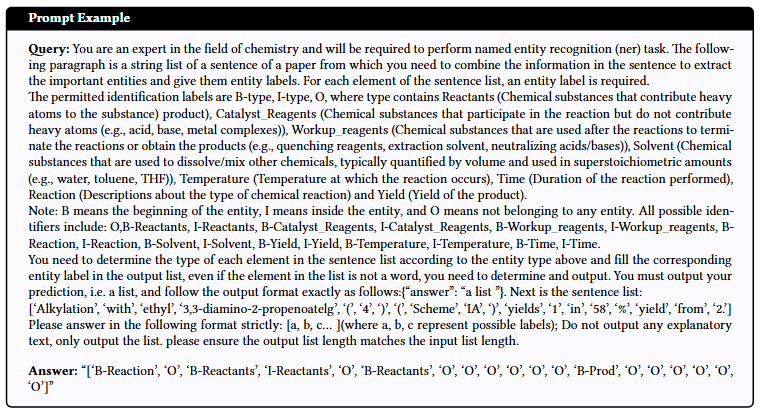 Prompt Example
Query: You are an expert in the field of chemistry and will be required to perform named entity recognition (ner) task. The follow-
ing paragraph is a string list of a sentence of a paper from which you need to combine the information in the sentence to extract
the important entities and give them entity labels. For each element of the sentence list, an entity label is required.
The permitted identification labels are B-type, I-type, O, where type contains Reactants (Chemical substances that contribute heavy
atoms to the substance) product), Catalyst_Reagents (Chemical substances that participate in the reaction but do not contribute
heavy atoms (e.g., acid, base, metal complexes)), Workup_reagents (Chemical substances that are used after the reactions to termi-
nate the reactions or obtain the products (e.g., quenching reagents, extraction solvent, neutralizing acids/bases)), Solvent (Chemical
substances that are used to dissolve/mix other chemicals, typically quantified by volume and used in superstoichiometric amounts
(e.g., water, toluene, THF)), Temperature (Temperature at which the reaction occurs), Time (Duration of the reaction performed),
Reaction (Descriptions about the type of chemical reaction) and Yield (Yield of the product).
Note: B means the beginning of the entity, I means inside the entity, and O means not belonging to any entity. All possible iden-
tifiers include: O,B-Reactants, I-Reactants, B-Catalyst_Reagents, I-Catalyst_Reagents, B-Workup_reagents, I-Workup_reagents, B-
Reaction, I-Reaction, B-Solvent, I-Solvent, B-Yield, I-Yield, B-Temperature, I-Temperature, B-Time, I-Time.
You need to determine the type of each element in the sentence list according to the entity type above and fill the corresponding
entity label in the output list, even if the element in the list is not a word, you need to determine and output. You must output your
prediction, i.e. a list, and follow the output format exactly as follows:{“answer”: “a list ”}. Next is the sentence list:
[‘Alkylation’, ‘with’, ‘ethyl’, ‘3,3-diamino-2-propenoatelg’, ‘(’, ‘4’, ‘)’, ‘(’, ‘Scheme’, ‘IA’, ‘)’, ‘yields’, ‘1’, ‘in’, ‘58’, ‘%’, ‘yield’, ‘from’, ‘2.’]
Please answer in the following format strictly: [a, b, c... ](where a, b, c represent possible labels); Do not output any explanatory
text, only output the list. please ensure the output list length matches the input list length.
Answer: “[‘B-Reaction’, ‘O’, ‘B-Reactants’, ‘I-Reactants’, ‘O’, ‘B-Reactants’, ‘O’, ‘O’, ‘O’, ‘O’, ‘O’, ‘O’, ‘B-Prod’, ‘O’, ‘O’, ‘O’, ‘O’, ‘O’,
‘O’]”